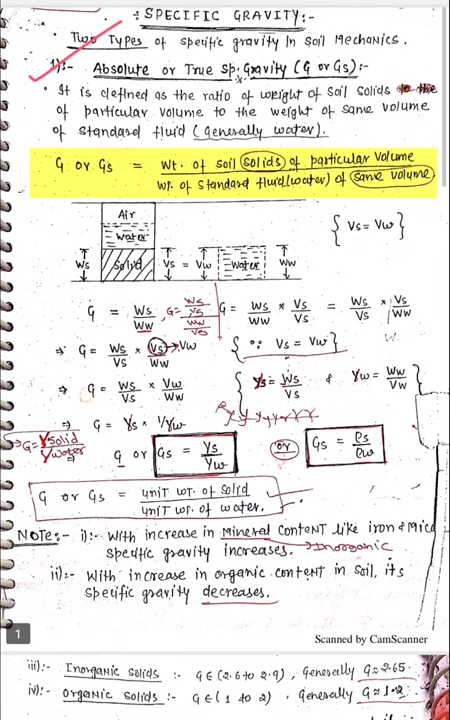 :- SPECIFIC GRAVITY:-
Two Types of specific gravity in soil Mechanics.
1):- Absolute or True Sp. Gravity (G or Gs):-
It is defined as the ratio of weight of soil solids
of particular volume to the weight of same volume
of standard fluid (generally water).
G or Gs = Wt. of soil solids of particular volume
Wt. of standard fluid(water) of same volume
Air
water
solid
Ws Vs = Vw water Ww
{ Vs = Vw }
G = Ws/Ww , G = Ws/Vs / Ww/Vs G = Ws/Ww × Vs/Vs = Ws/Vs × Vs/Ww
⇒ G = Ws/Vs × Vs/Ww → Vw { ∵ Vs = Vw }
⇒ G = Ws/Vs × Vw/Ww { γs = Ws/Vs & γw = Ww/Vw }
⇒ G = γs × 1/γw
→ G = γsolid/γwater ⇒ G or Gs = γs/γw or Gs = ρs/ρw
G or Gs = unit wt. of solid / unit wt. of water.
NOTE:- i):- With increase in Mineral content like iron & Mica
specific gravity increases. → Inorganic
ii):- With increase in organic content in soil, its
specific gravity decreases.
1
Scanned by CamScanner
iii):- Inorganic solids :- G∈(2.6 to 2.9), Generally G≈2.65.
iv):- Organic solids :- G∈(1 to 2), Generally G≈1.2